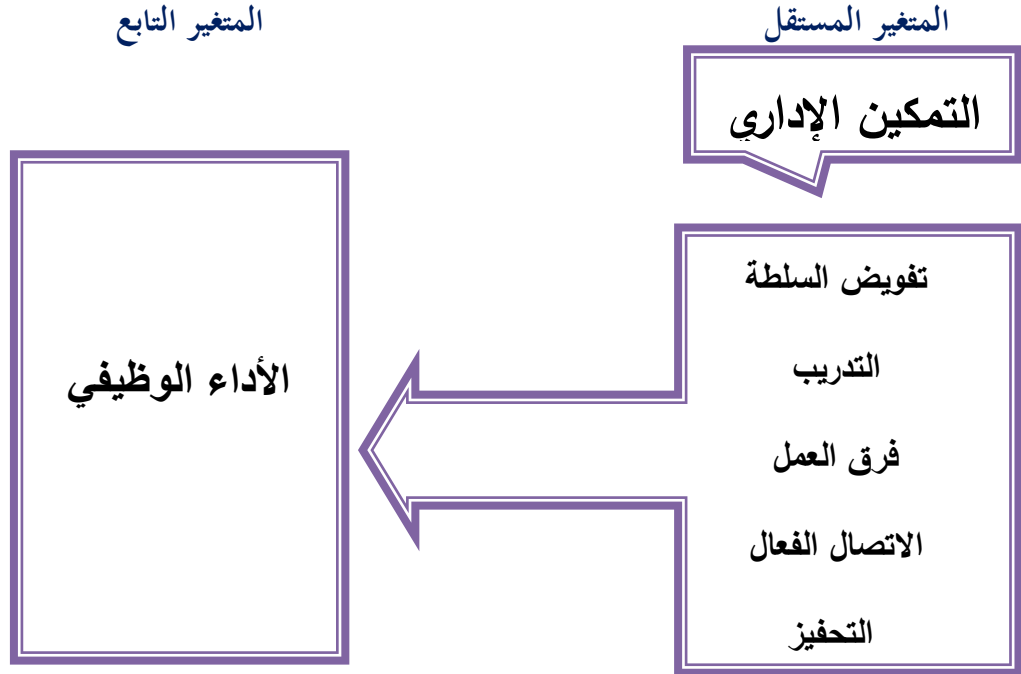 المتغير المستقل
المتغير التابع
التمكين الإداري
تفويض السلطة
التدريب
فرق العمل
الاتصال الفعال
التحفيز
الأداء الوظيفي